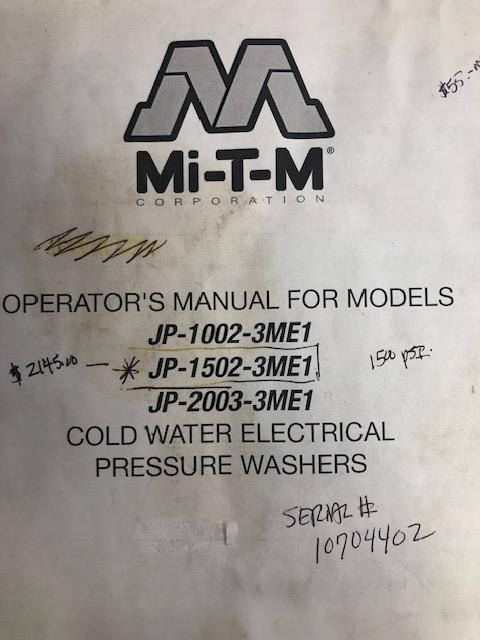 Mi-T-M®
CORPORATION
OPERATOR'S MANUAL FOR MODELS
JP-1002-3ME1
$2145.00 — * JP-1502-3ME1 1500 PSI.
JP-2003-3ME1
COLD WATER ELECTRICAL
PRESSURE WASHERS
SERIAL #
10704402